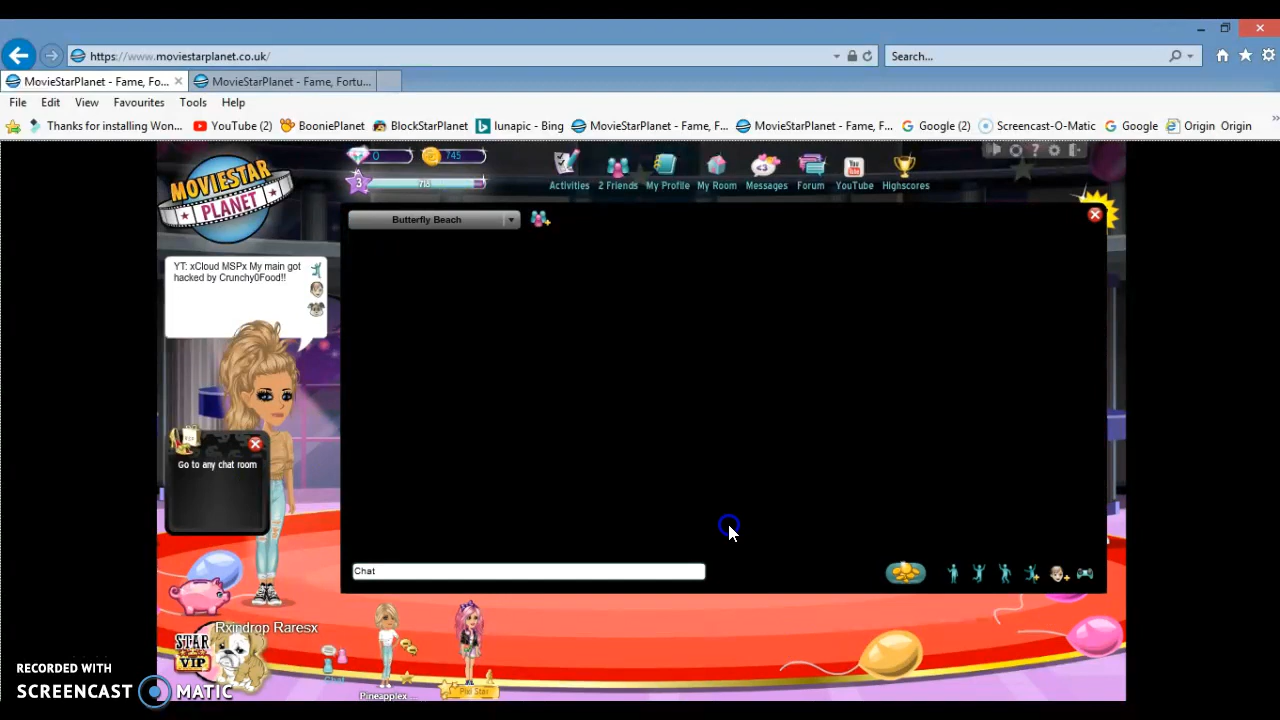 https://www.moviestarplanet.co.uk/
Search...
MovieStarPlanet - Fame, Fo...
MovieStarPlanet - Fame, Fortu...
File Edit View Favourites Tools Help
Thanks for installing Won... YouTube (2) BooniePlanet BlockStarPlanet lunapic - Bing MovieStarPlanet - Fame, F... MovieStarPlanet - Fame, F... Google (2) Screencast-O-Matic Google Origin Origin
MOVIESTAR
PLANET
0 745
3 713
Activities 2 Friends My Profile My Room Messages Forum YouTube Highscores
Butterfly Beach
YT: xCloud MSPx My main got
hacked by Crunchy0Food!!
Go to any chat room
Chat
Rxindrop Raresx
STAR
VIP
Pineapplex
Pixi Star
RECORDED WITH
SCREENCAST MATIC